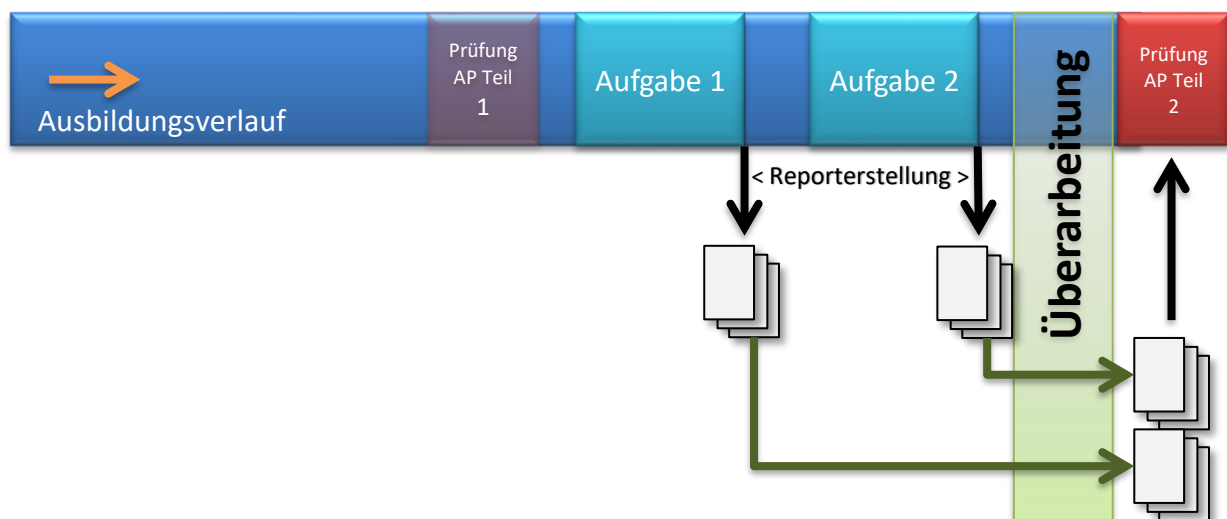 Ausbildungsverlauf
Prüfung
AP Teil
1
Aufgabe 1
Aufgabe 2
Überarbeitung
Prüfung
AP Teil
2
< Reporterstellung >